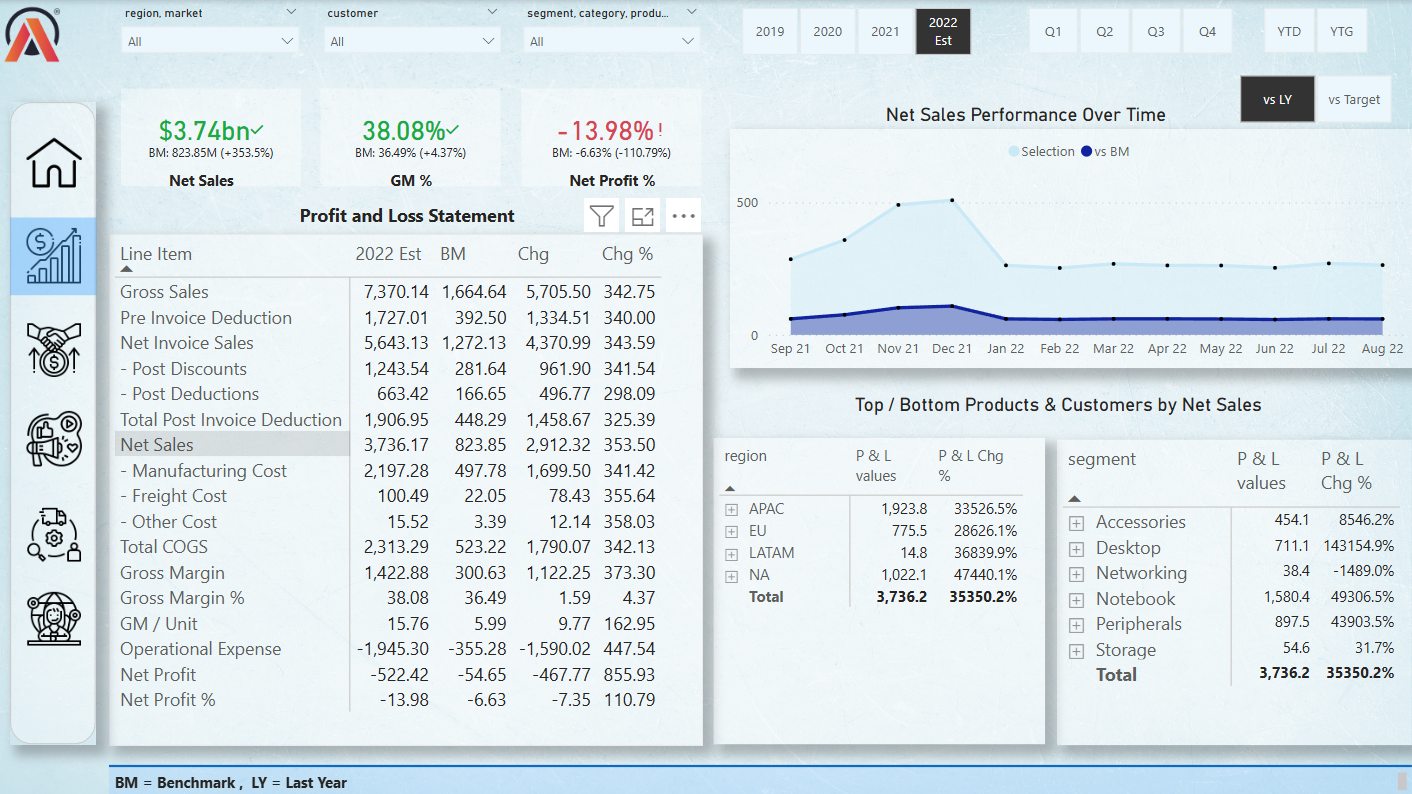 region, market
customer
segment, category, produ...
All
All
All
2019
2020
2021
2022
Est
Q1
Q2
Q3
Q4
YTD
YTG
vs LY
vs Target
$3.74bn
BM: 823.85M (+353.5%)
Net Sales
38.08%
BM: 36.49% (+4.37%)
GM %
-13.98%!
BM: -6.63% (-110.79%)
Net Profit %
Net Sales Performance Over Time
Selection
vs BM
500
0
Sep 21 Oct 21 Nov 21 Dec 21 Jan 22 Feb 22 Mar 22 Apr 22 May 22 Jun 22 Jul 22 Aug 22
Profit and Loss Statement
Line Item 2022 Est BM Chg Chg %
Gross Sales 7,370.14 1,664.64 5,705.50 342.75
Pre Invoice Deduction 1,727.01 392.50 1,334.51 340.00
Net Invoice Sales 5,643.13 1,272.13 4,370.99 343.59
- Post Discounts 1,243.54 281.64 961.90 341.54
- Post Deductions 663.42 166.65 496.77 298.09
Total Post Invoice Deduction 1,906.95 448.29 1,458.67 325.39
Net Sales 3,736.17 823.85 2,912.32 353.50
- Manufacturing Cost 2,197.28 497.78 1,699.50 341.42
- Freight Cost 100.49 22.05 78.43 355.64
- Other Cost 15.52 3.39 12.14 358.03
Total COGS 2,313.29 523.22 1,790.07 342.13
Gross Margin 1,422.88 300.63 1,122.25 373.30
Gross Margin % 38.08 36.49 1.59 4.37
GM / Unit 15.76 5.99 9.77 162.95
Operational Expense -1,945.30 -355.28 -1,590.02 447.54
Net Profit -522.42 -54.65 -467.77 855.93
Net Profit % -13.98 -6.63 -7.35 110.79
Top / Bottom Products & Customers by Net Sales
region P & L values P & L Chg %
APAC 1,923.8 33526.5%
EU 775.5 28626.1%
LATAM 14.8 36839.9%
NA 1,022.1 47440.1%
Total 3,736.2 35350.2%
segment P & L values P & L Chg %
Accessories 454.1 8546.2%
Desktop 711.1 143154.9%
Networking 38.4 -1489.0%
Notebook 1,580.4 49306.5%
Peripherals 897.5 43903.5%
Storage 54.6 31.7%
Total 3,736.2 35350.2%
BM = Benchmark , LY = Last Year